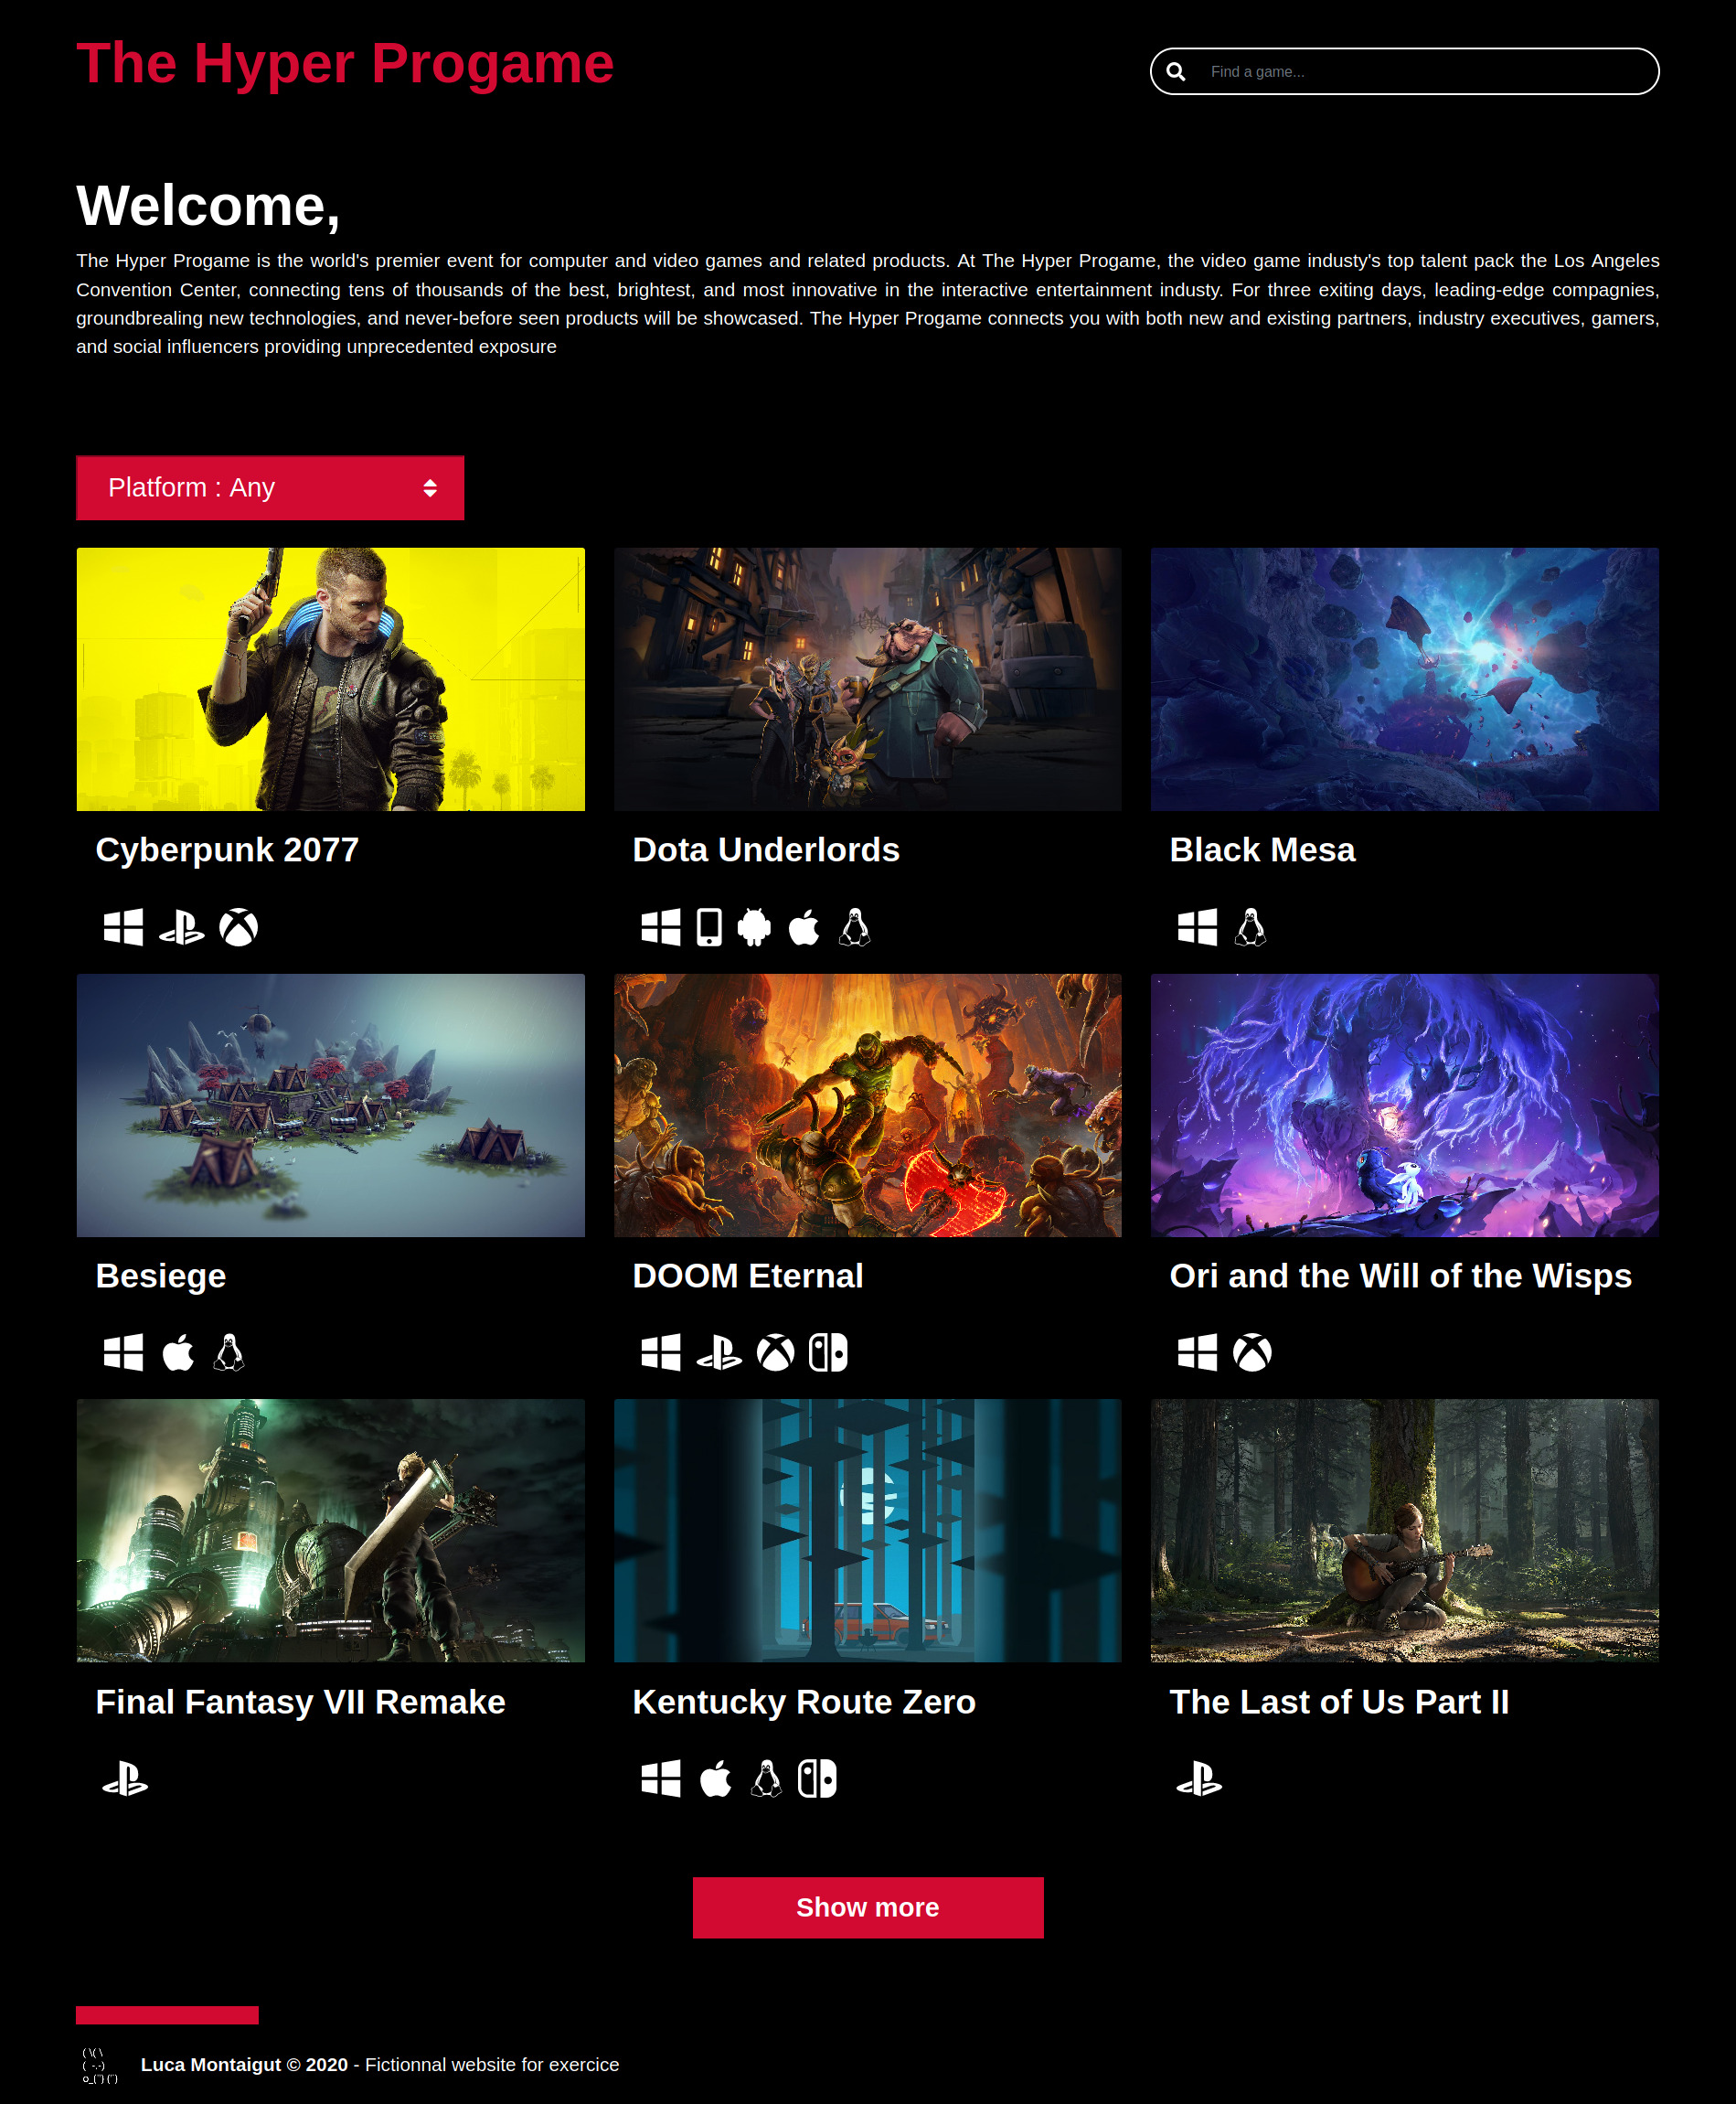 The Hyper Progame
Find a game...
Welcome,
The Hyper Progame is the world's premier event for computer and video games and related products. At The Hyper Progame, the video game industy's top talent pack the Los Angeles
Convention Center, connecting tens of thousands of the best, brightest, and most innovative in the interactive entertainment industy. For three exiting days, leading-edge compagnies,
groundbrealing new technologies, and never-before seen products will be showcased. The Hyper Progame connects you with both new and existing partners, industry executives, gamers,
and social influencers providing unprecedented exposure
Platform : Any
Cyberpunk 2077
Dota Underlords
Black Mesa
Besiege
DOOM Eternal
Ori and the Will of the Wisps
Final Fantasy VII Remake
Kentucky Route Zero
The Last of Us Part II
Show more
( \( \
( -.-)
o_(")(")
Luca Montaigut © 2020 - Fictionnal website for exercice